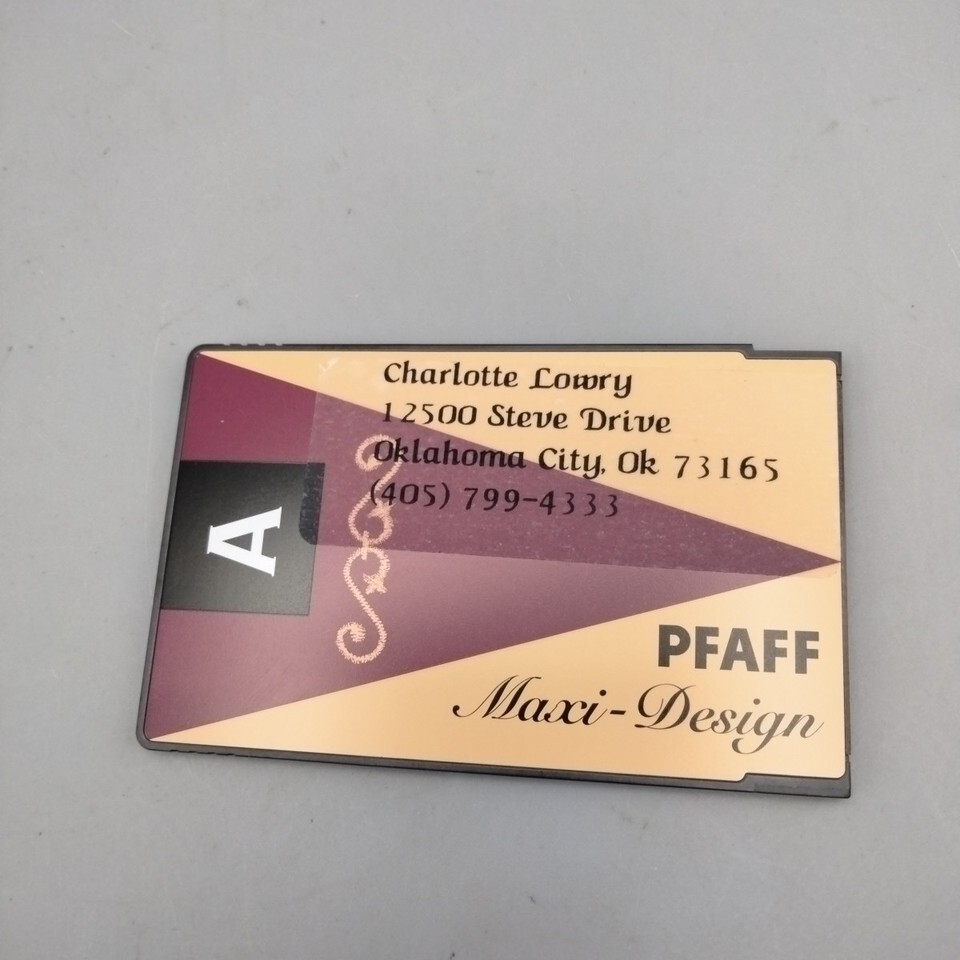 Charlotte Lowry
12500 Steve Drive
Oklahoma City, Ok 73165
(405) 799-4333
A
PFAFF
Maxi-Design